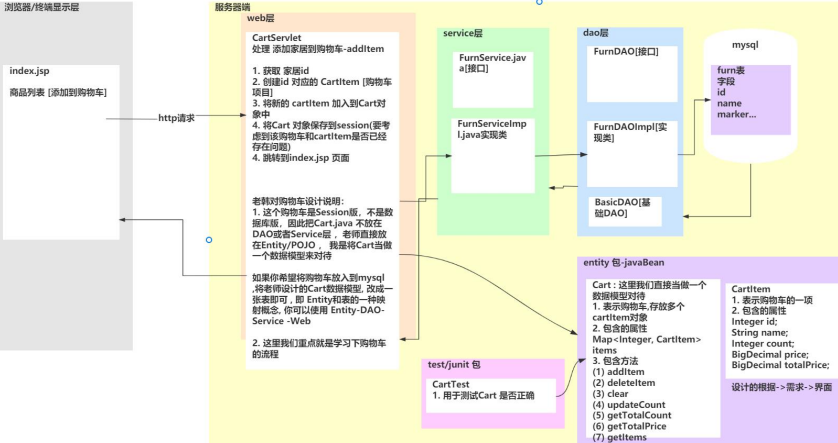 浏览器/终端显示层
index.jsp
商品列表 [添加到购物车]
http请求
服务器端
web层
CartServlet
处理 添加家居到购物车-addItem
1. 获取 家居id
2. 创建id 对应的 CartItem [购物车
项目]
3. 将新的 cartItem 加入到Cart对
象中
4. 将Cart 对象保存到session(要考
虑到该购物车和cartItem是否已经
存在问题)
4. 跳转到index.jsp 页面
老韩对购物车设计说明:
1. 这个购物车是Session版，不是数
据库版，因此把Cart.java 不放在
DAO或者Service层，老师直接放
在Entity/POJO ， 我是将Cart当做
一个数据模型来对待
如果你希望将购物车放入到mysql
,将老师设计的Cart数据模型, 改成一
张表即可 , 即 Entity和表的一种映
射概念, 你可以使用 Entity-DAO-
Service -Web
2. 这里我们重点就是学习下购物车
的流程
service层
FurnService.jav
a[接口]
FurnServiceImp
l.java实现类
dao层
FurnDAO[接口]
FurnDAOImpl[实
现类]
BasicDAO[基
础DAO]
mysql
furn表
字段
id
name
marker...
test/junit 包
CartTest
1. 用于测试Cart 是否正确
entity 包-javaBean
Cart : 这里我们直接当做一个
数据模型对待
1. 表示购物车,存放多个
cartItem对象
2. 包含的属性
Map<Integer, CartItem>
items
3. 包含方法
(1) addItem
(2) deleteItem
(3) clear
(4) updateCount
(5) getTotalCount
(6) getTotalPrice
(7) getItems
CartItem
1. 表示购物车的一项
2. 包含的属性
Integer id;
String name;
Integer count;
BigDecimal price;
BigDecimal totalPrice;
设计的根据->需求->界面